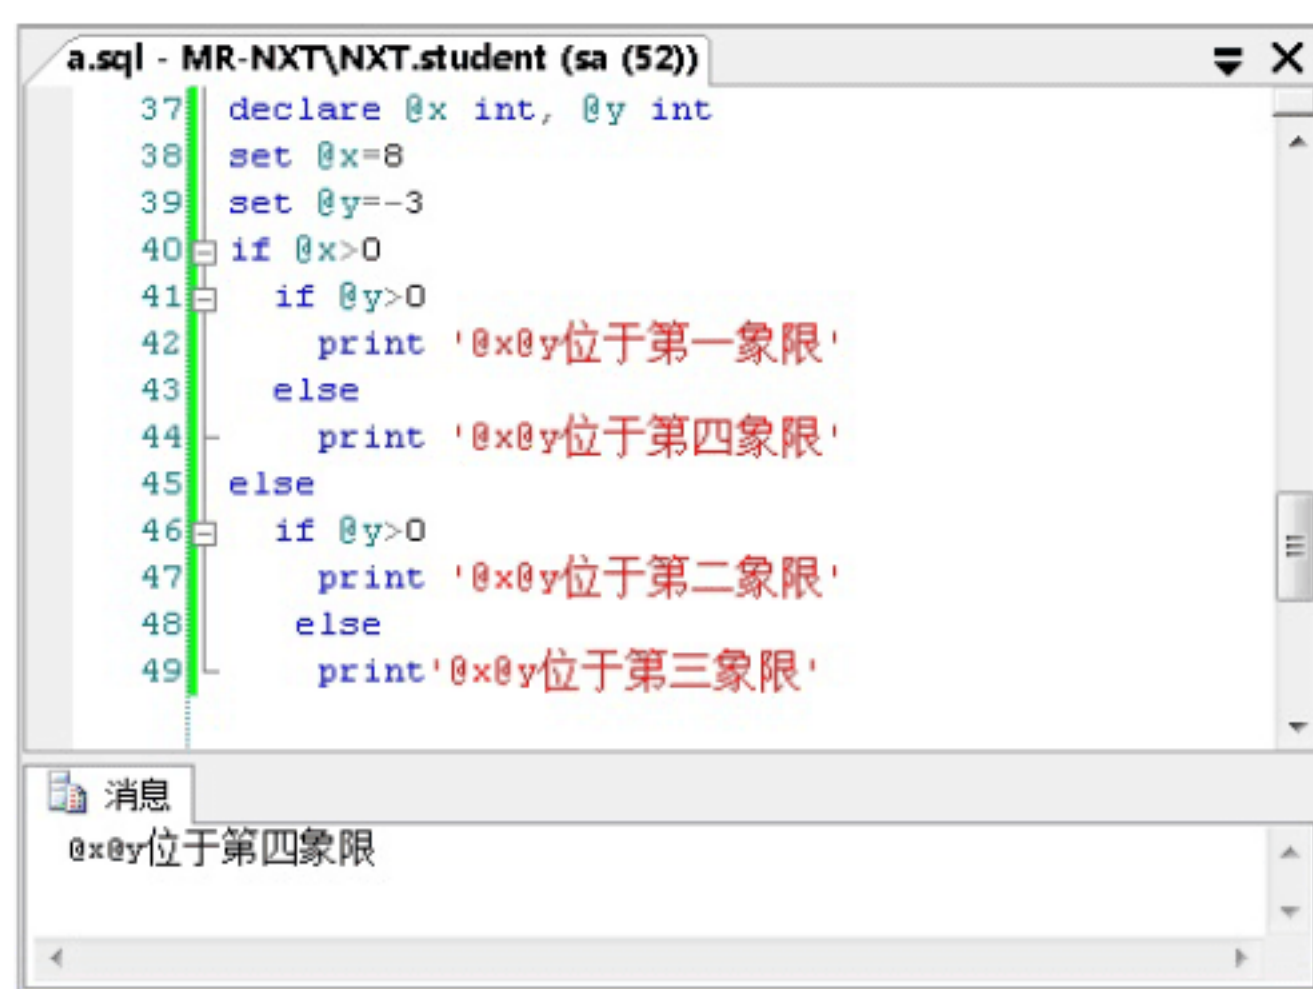 a.sql - MR-NXT\NXT.student (sa (52))
37 declare @x int, @y int
38 set @x=8
39 set @y=-3
40 if @x>0
41 if @y>0
42 print '@x@y位于第一象限'
43 else
44 print '@x@y位于第四象限'
45 else
46 if @y>0
47 print '@x@y位于第二象限'
48 else
49 print'@x@y位于第三象限'
消息
@x@y位于第四象限